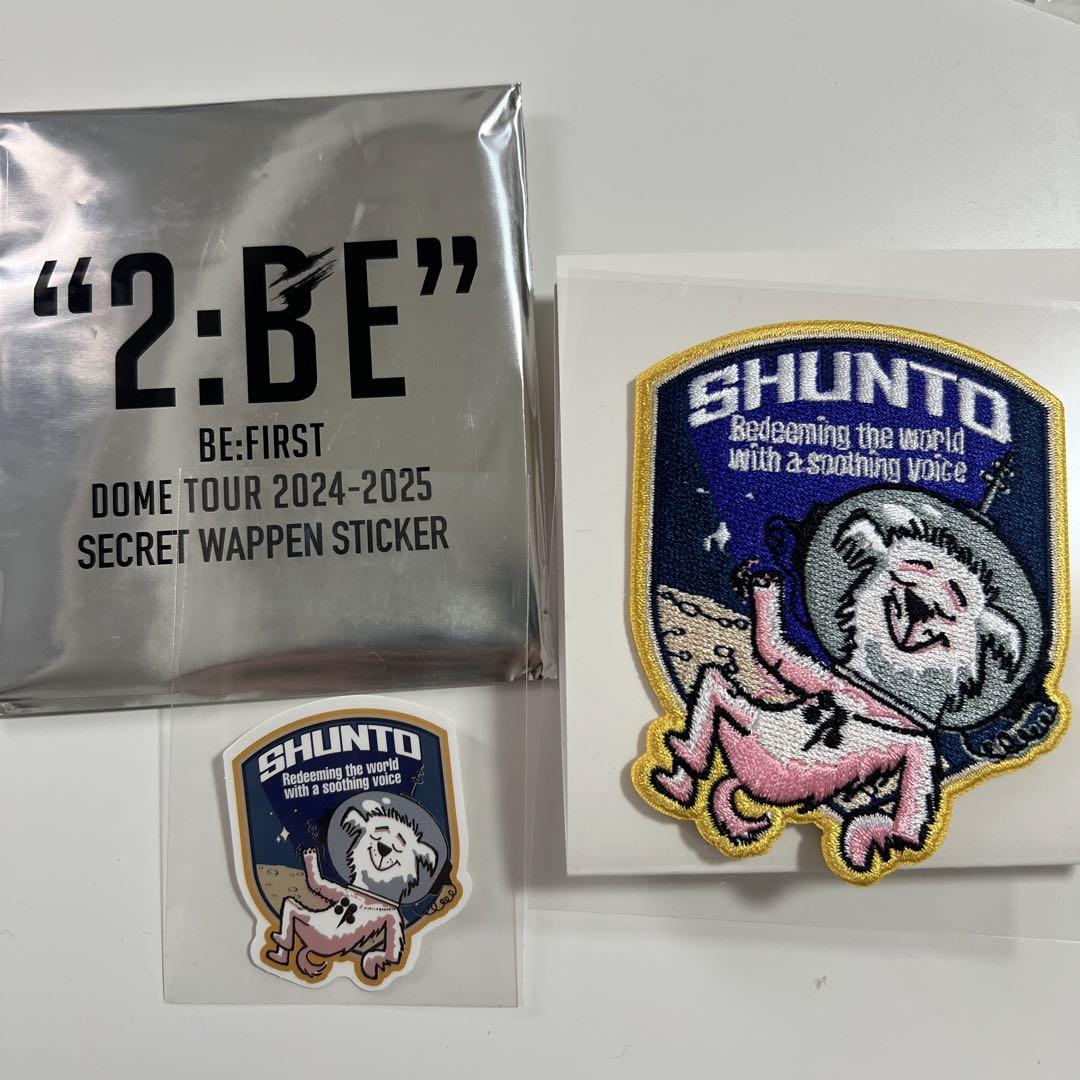 “2:BE”
BE:FIRST
DOME TOUR 2024-2025
SECRET WAPPEN STICKER
SHUNTO
Redeeming the world
with a soothing voice
SHUNTO
Redeeming the world
with a soothing voice